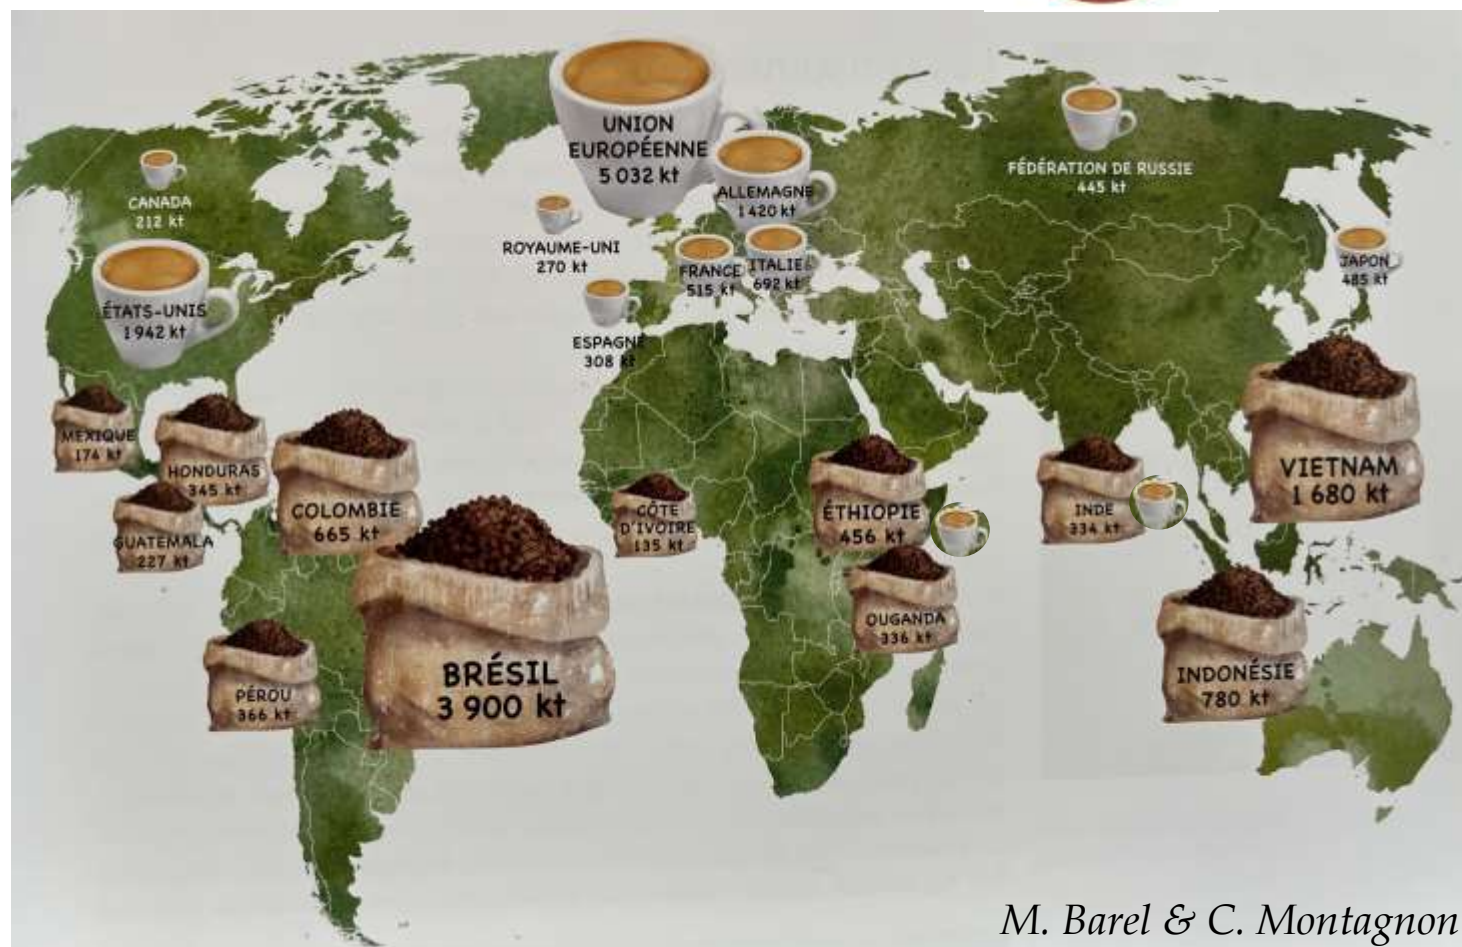 UNION
EUROPÉENNE
5 032 kt
ALLEMAGNE
1 420 kt
FÉDÉRATION DE RUSSIE
445 kt
CANADA
212 kt
ROYAUME-UNI
270 kt
FRANCE
515 kt
ITALIE
692 kt
JAPON
485 kt
ÉTATS-UNIS
1 942 kt
ESPAGNE
308 kt
MEXIQUE
174 kt
HONDURAS
345 kt
COLOMBIE
665 kt
GUATEMALA
227 kt
CÔTE
D'IVOIRE
135 kt
ÉTHIOPIE
456 kt
INDE
334 kt
VIETNAM
1 680 kt
OUGANDA
336 kt
BRÉSIL
3 900 kt
PÉROU
366 kt
INDONÉSIE
780 kt
M. Barel & C. Montagnon